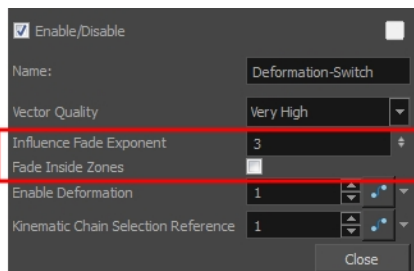 Enable/Disable
Name: Deformation-Switch
Vector Quality Very High
Influence Fade Exponent 3
Fade Inside Zones
Enable Deformation 1
Kinematic Chain Selection Reference 1
Close